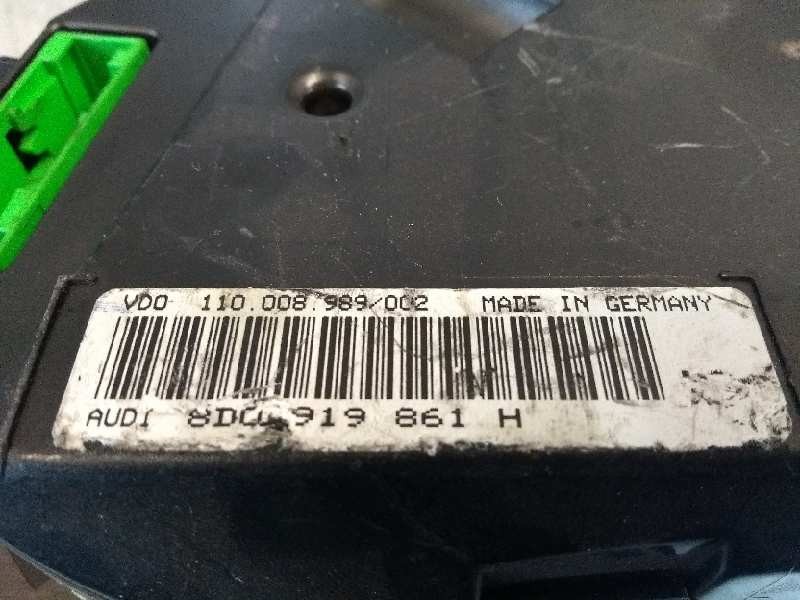 VDO 110.008.989/002 MADE IN GERMANY
AUDI 8D0 919 861 H